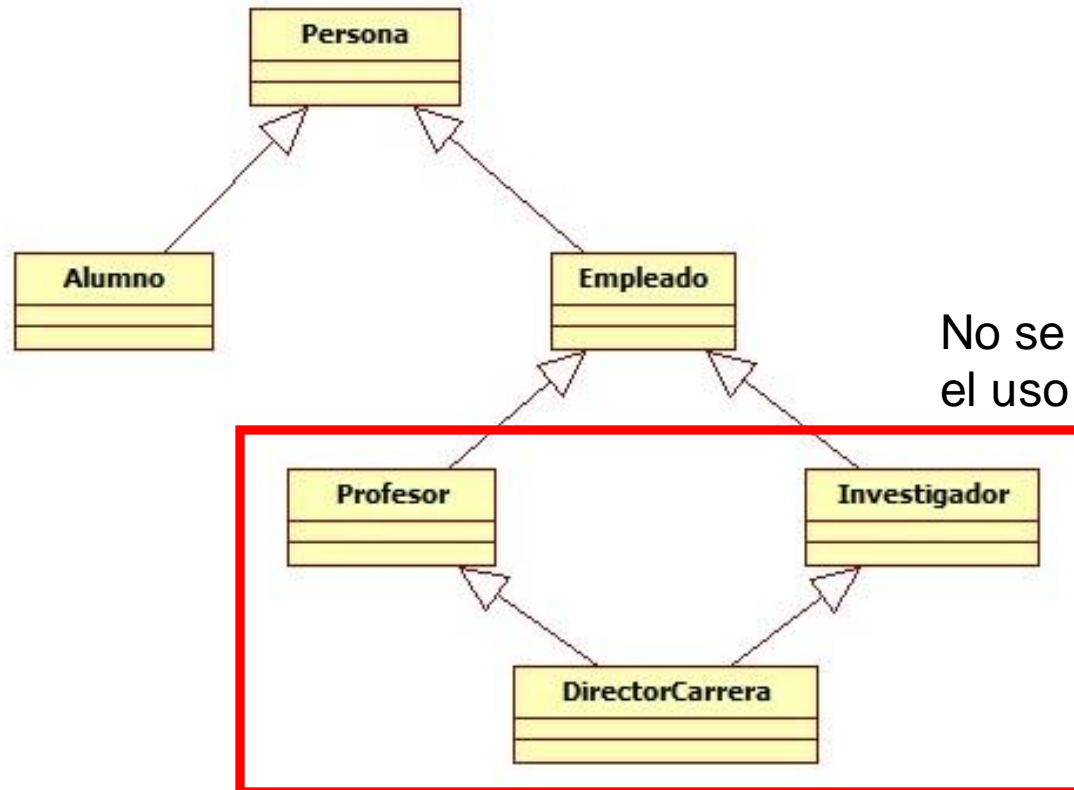 Persona
Alumno
Empleado
No se
el uso
Profesor
Investigador
DirectorCarrera